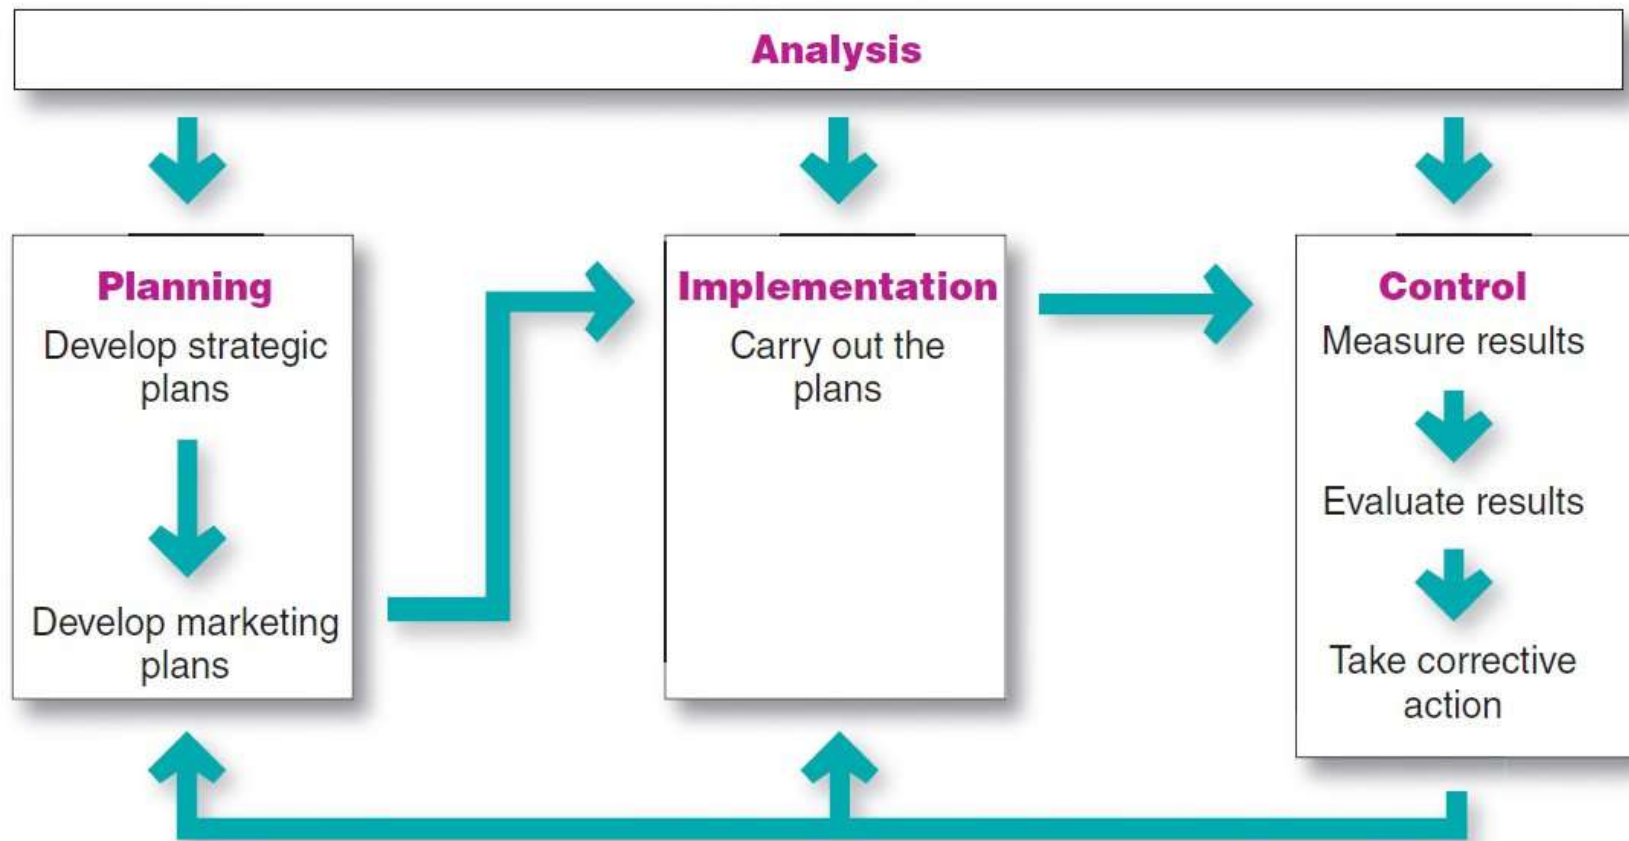 Analysis
Planning
Develop strategic
plans
Develop marketing
plans
Implementation
Carry out the
plans
Control
Measure results
Evaluate results
Take corrective
action